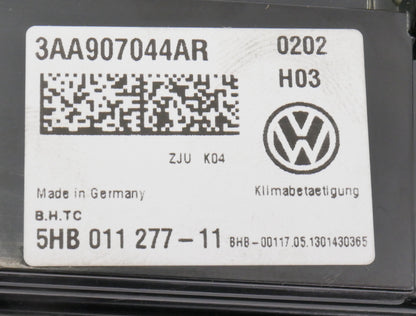 3AA907044AR 0202
H03
ZJU K04
Made in Germany Klimabetaetigung
B.H.TC
5HB 011 277-11 BHB-00117.05.1301430365